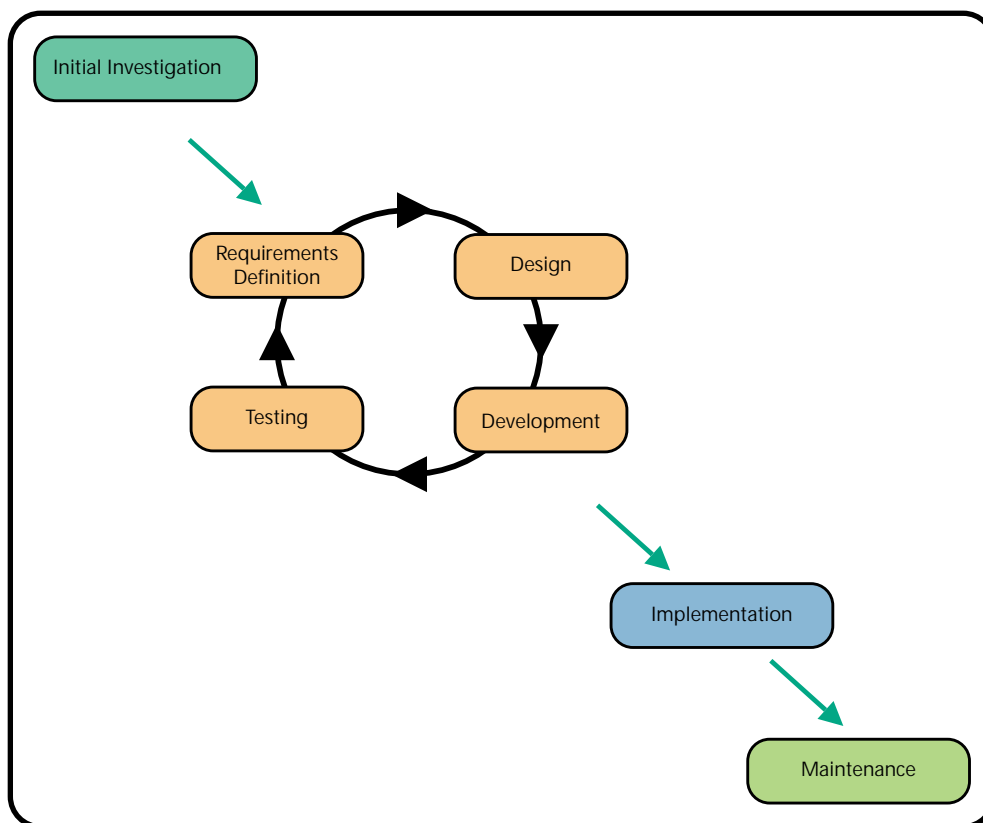 Initial Investigation
Requirements
Definition
Design
Testing
Development
Implementation
Maintenance